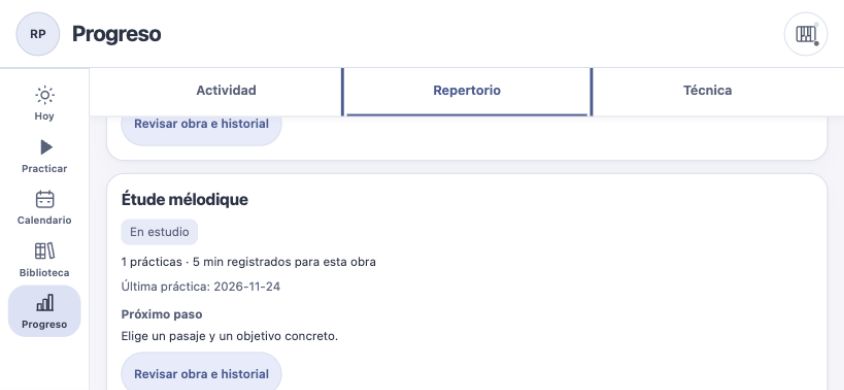 RP
Progreso
Hoy
Practicar
Calendario
Biblioteca
Progreso
Actividad
Repertorio
Técnica
Revisar obra e historial
Étude mélodique
En estudio
1 prácticas · 5 min registrados para esta obra
Última práctica: 2026-11-24
Próximo paso
Elige un pasaje y un objetivo concreto.
Revisar obra e historial